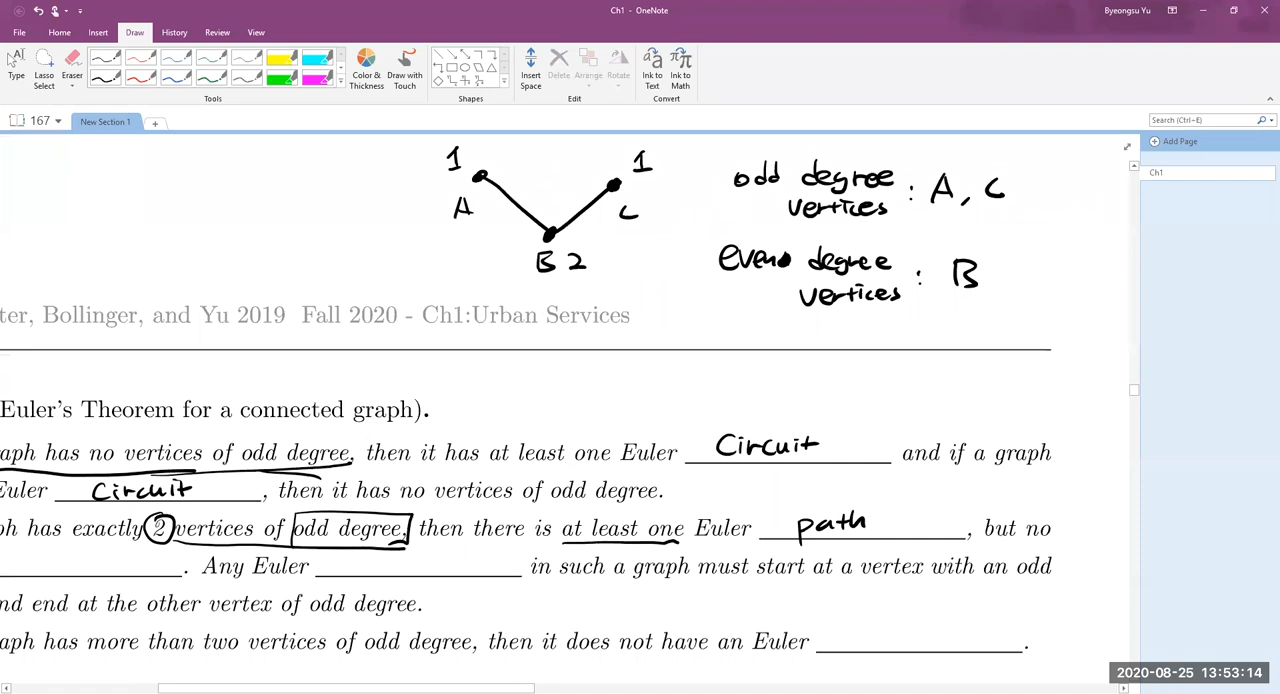 Ch1 - OneNote
Byeongsu Yu
File Home Insert Draw History Review View
Type
Lasso Select
Eraser
Color & Thickness
Draw with Touch
Insert Space
Delete
Arrange
Rotate
Ink to Text
Ink to Math
Tools
Shapes
Edit
Convert
167
New Section 1
Search (Ctrl+E)
Add Page
Ch1
1 1
A C
B 2
odd degree vertices : A, C
even degree vertices : B
ter, Bollinger, and Yu 2019 Fall 2020 - Ch1:Urban Services
Euler's Theorem for a connected graph).
aph has no vertices of odd degree, then it has at least one Euler Circuit and if a graph
Euler Circuit, then it has no vertices of odd degree.
ph has exactly 2 vertices of odd degree, then there is at least one Euler path, but no
. Any Euler in such a graph must start at a vertex with an odd
nd end at the other vertex of odd degree.
aph has more than two vertices of odd degree, then it does not have an Euler .
2020-08-25 13:53:14